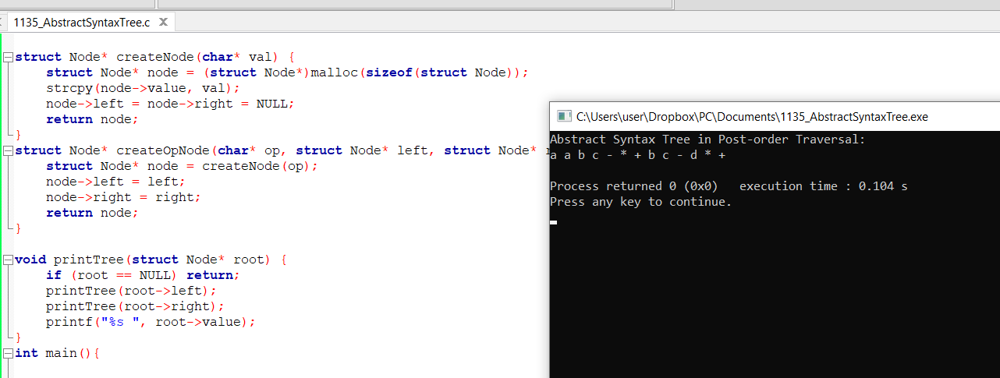 1135_AbstractSyntaxTree.c
struct Node* createNode(char* val) {
    struct Node* node = (struct Node*)malloc(sizeof(struct Node));
    strcpy(node->value, val);
    node->left = node->right = NULL;
    return node;
}
struct Node* createOpNode(char* op, struct Node* left, struct Node*
    struct Node* node = createNode(op);
    node->left = left;
    node->right = right;
    return node;
}
void printTree(struct Node* root) {
    if (root == NULL) return;
    printTree(root->left);
    printTree(root->right);
    printf("%s ", root->value);
}
int main(){
C:\Users\user\Dropbox\PC\Documents\1135_AbstractSyntaxTree.exe
Abstract Syntax Tree in Post-order Traversal:
a a b c - * + b c - d * +
Process returned 0 (0x0)   execution time : 0.104 s
Press any key to continue.